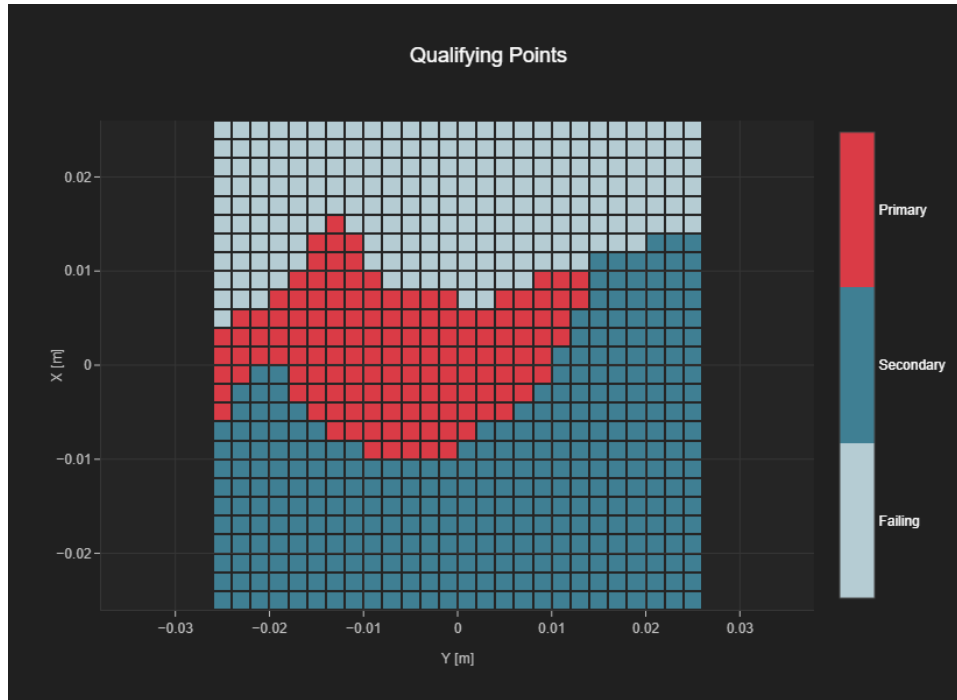 Qualifying Points
0.02
0.01
0
−0.01
−0.02
X [m]
−0.03
−0.02
−0.01
0
0.01
0.02
0.03
Y [m]
Primary
Secondary
Failing